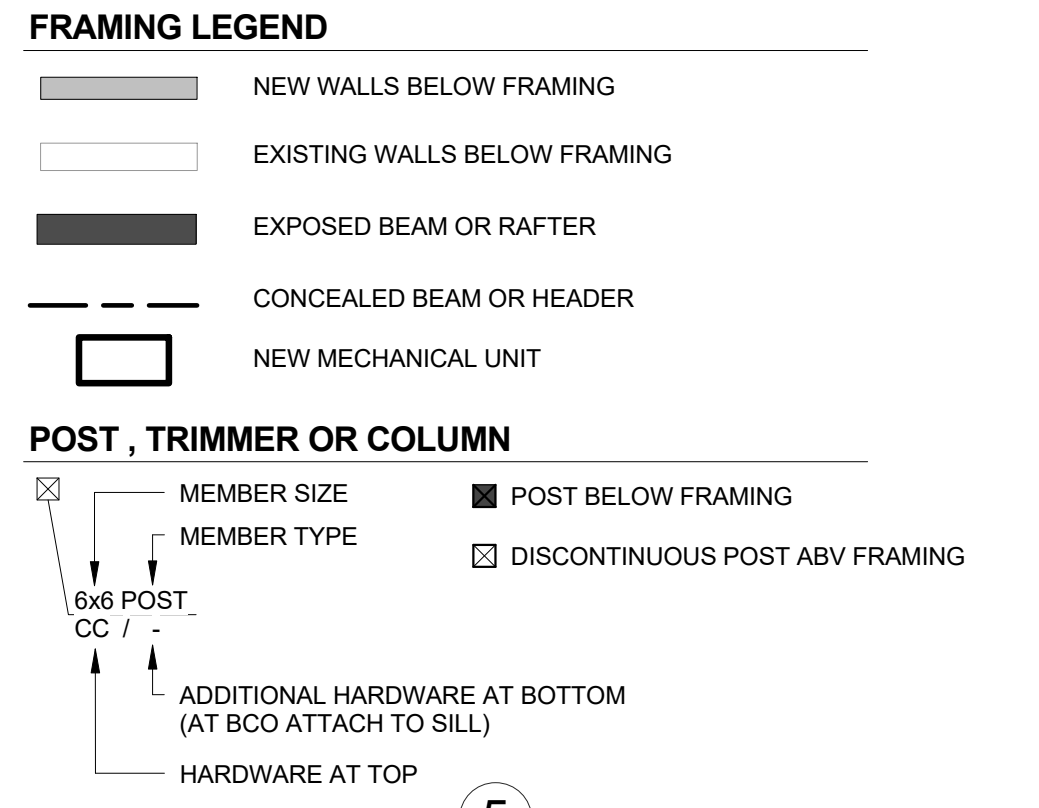 FRAMING LEGEND
NEW WALLS BELOW FRAMING
EXISTING WALLS BELOW FRAMING
EXPOSED BEAM OR RAFTER
CONCEALED BEAM OR HEADER
NEW MECHANICAL UNIT
POST , TRIMMER OR COLUMN
MEMBER SIZE
POST BELOW FRAMING
MEMBER TYPE
DISCONTINUOUS POST ABV FRAMING
6x6 POST
CC / -
ADDITIONAL HARDWARE AT BOTTOM
(AT BCO ATTACH TO SILL)
HARDWARE AT TOP